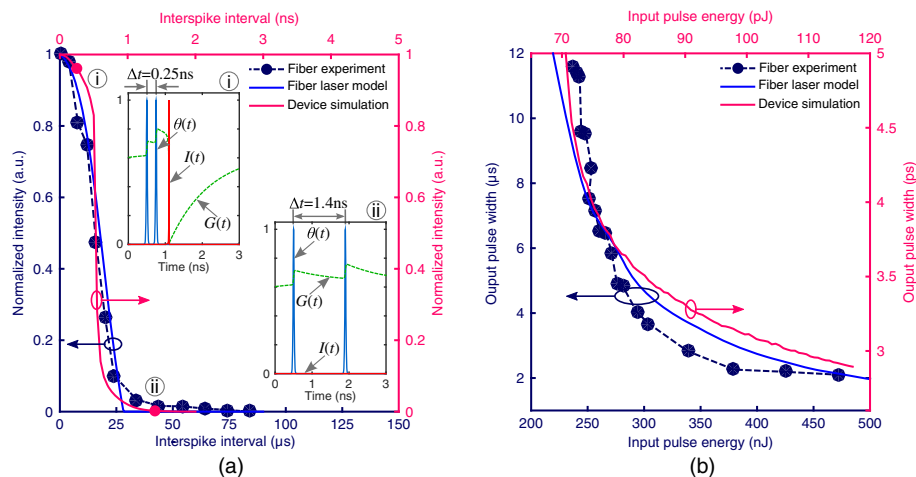 Interspike interval (ns)
0 1 2 3 4 5
1
0.8
0.6
0.4
0.2
0
Normalized intensity (a.u.)
i
Fiber experiment
Fiber laser model
Device simulation
Δt=0.25ns
i
1
θ(t)
I(t)
G(t)
0
0 1 2 3
Time (ns)
ii
Δt=1.4ns
1
θ(t)
G(t)
I(t)
0
0 1 2 3
Time (ns)
ii
1
0.8
0.6
0.4
0.2
0
Normalized intensity (a.u.)
0 25 50 75 100 125 150
Interspike interval (μs)
(a)
Input pulse energy (pJ)
70 80 90 100 110 120
12
10
8
6
4
2
Ouput pulse width (μs)
Fiber experiment
Fiber laser model
Device simulation
5
4.5
4
3.5
3
Ouput pulse width (ps)
200 250 300 350 400 450 500
Input pulse energy (nJ)
(b)